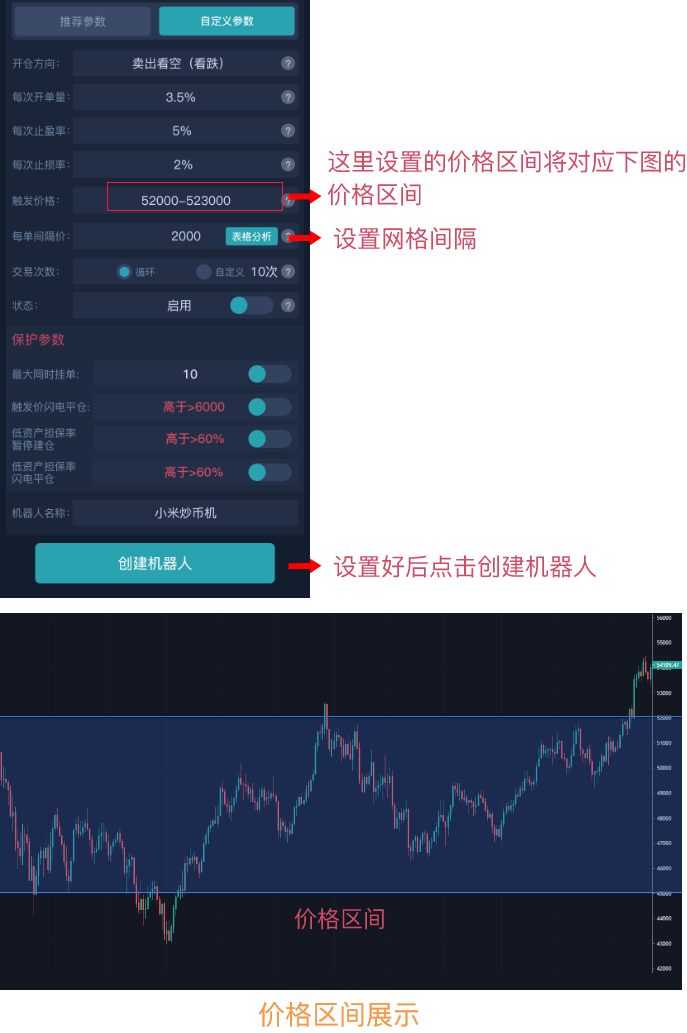 推荐参数 自定义参数
开仓方向: 卖出看空（看跌） ?
每次开单量: 3.5% ?
每次止盈率: 5% ?
每次止损率: 2% ?
触发价格: 52000-523000 ?
每单间隔价: 2000 表格分析 ?
交易次数: 循环 自定义 10次 ?
状态: 启用 ?
保护参数
最大同时挂单: 10
触发价闪电平仓: 高于>6000
低资产担保率
暂停建仓 高于>60%
低资产担保率
闪电平仓 高于>60%
机器人名称: 小米炒币机
创建机器人
这里设置的价格区间将对应下图的
价格区间
设置网格间隔
设置好后点击创建机器人
56000
55000
54109.47
53000
52000
51000
50000
49000
48000
47000
46000
45000
44000
43000
42000
价格区间
价格区间展示